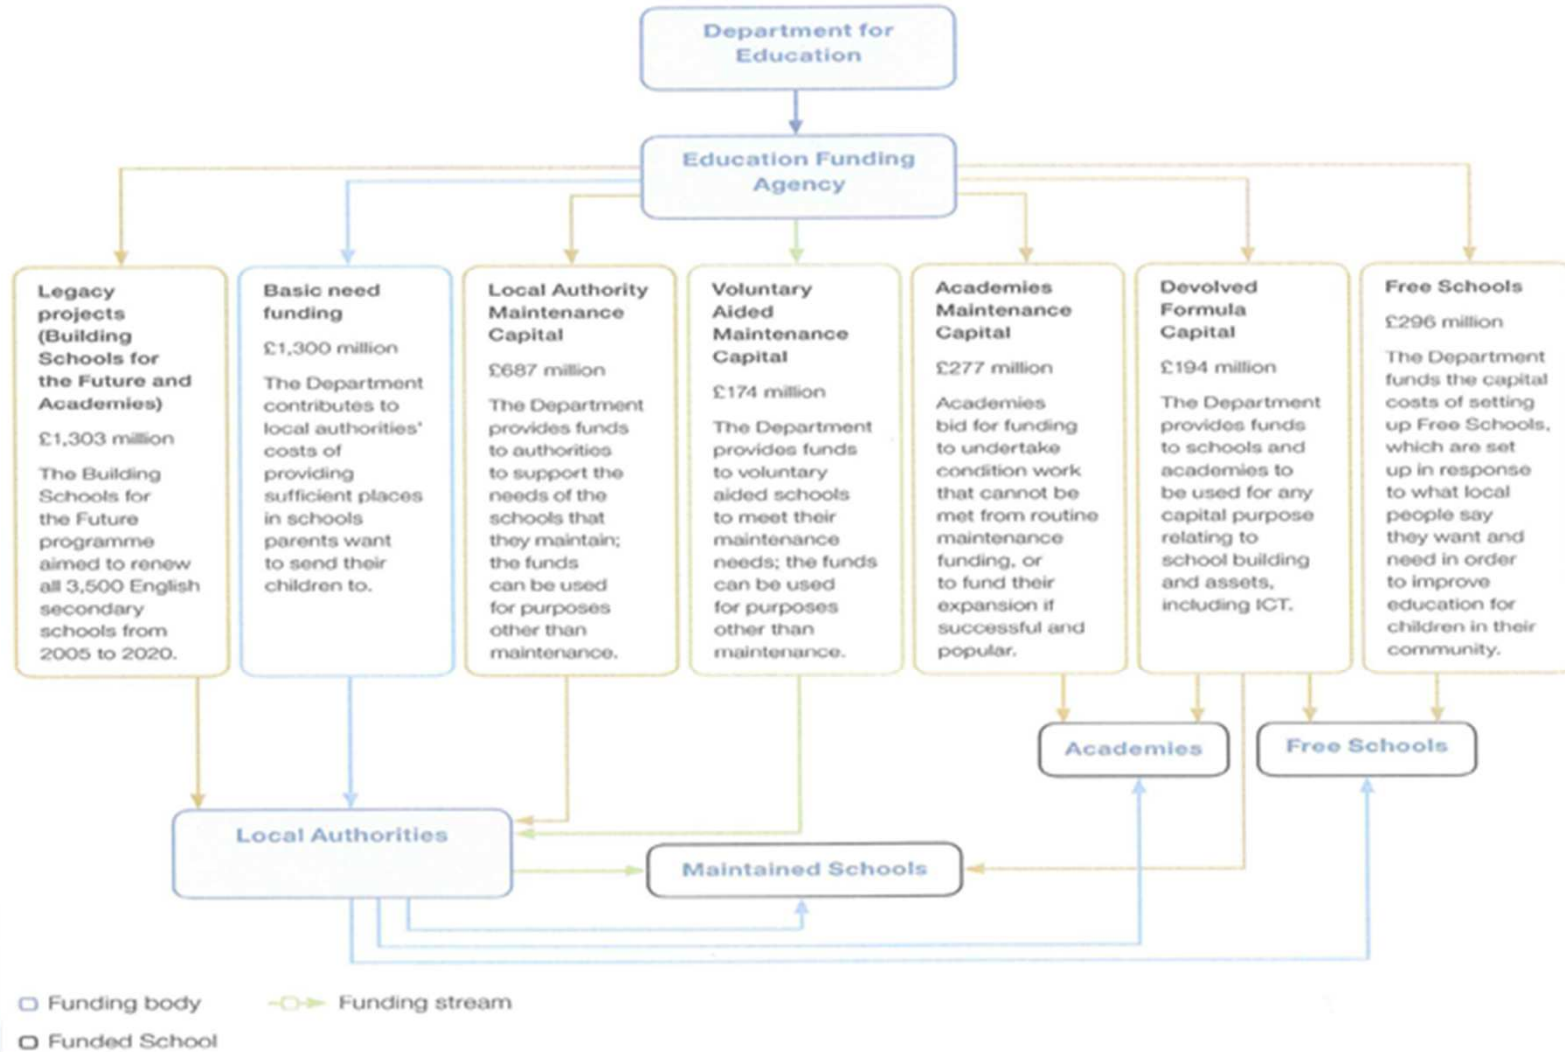 Department for
Education
Education Funding
Agency
Legacy
projects
(Building
Schools for
the Future and
Academies)
£1,303 million
The Building
Schools for
the Future
programme
aimed to renew
all 3,500 English
secondary
schools from
2005 to 2020.
Basic need
funding
£1,300 million
The Department
contributes to
local authorities'
costs of
providing
sufficient places
in schools
parents want
to send their
children to.
Local Authority
Maintenance
Capital
£687 million
The Department
provides funds
to authorities
to support the
needs of the
schools that
they maintain;
the funds
can be used
for purposes
other than
maintenance.
Voluntary
Aided
Maintenance
Capital
£174 million
The Department
provides funds
to voluntary
aided schools
to meet their
maintenance
needs; the funds
can be used
for purposes
other than
maintenance.
Academies
Maintenance
Capital
£277 million
Academies
bid for funding
to undertake
condition work
that cannot be
met from routine
maintenance
funding, or
to fund their
expansion if
successful and
popular.
Devolved
Formula
Capital
£194 million
The Department
provides funds
to schools and
academies to
be used for any
capital purpose
relating to
school building
and assets,
including ICT.
Free Schools
£296 million
The Department
funds the capital
costs of setting
up Free Schools,
which are set
up in response
to what local
people say
they want and
need in order
to improve
education for
children in their
community.
Academies
Free Schools
Local Authorities
Maintained Schools
Funding body
Funding stream
Funded School